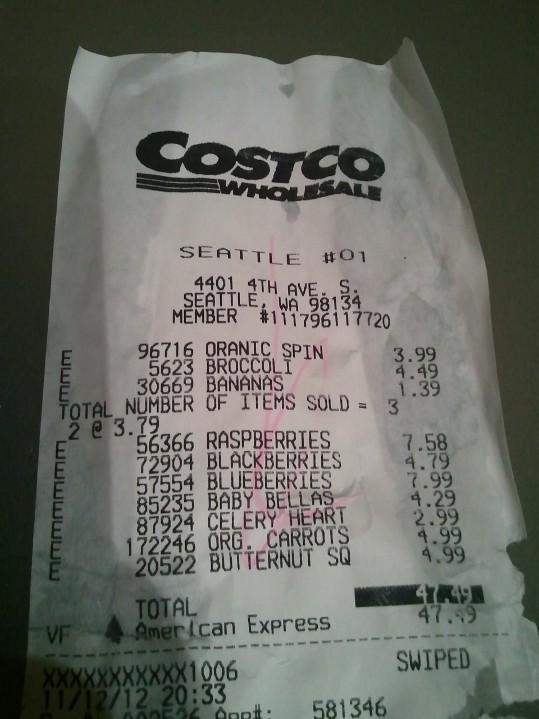 COSTCO
WHOLESALE
SEATTLE #01
4401 4TH AVE. S.
SEATTLE, WA 98134
MEMBER #111796117720
E 96716 ORANIC SPIN 3.99
E 5623 BROCCOLI 4.49
E 30669 BANANAS 1.39
TOTAL NUMBER OF ITEMS SOLD = 3
2 @ 3.79
E 56366 RASPBERRIES 7.58
E 72904 BLACKBERRIES 4.79
E 57554 BLUEBERRIES 7.99
E 85235 BABY BELLAS 4.29
E 87924 CELERY HEART 2.99
E 172246 ORG. CARROTS 4.99
E 20522 BUTTERNUT SQ 4.99
TOTAL 47.49
VF American Express 47.49
XXXXXXXXXXX1006 SWIPED
11/12/12 20:33
App#: 581346